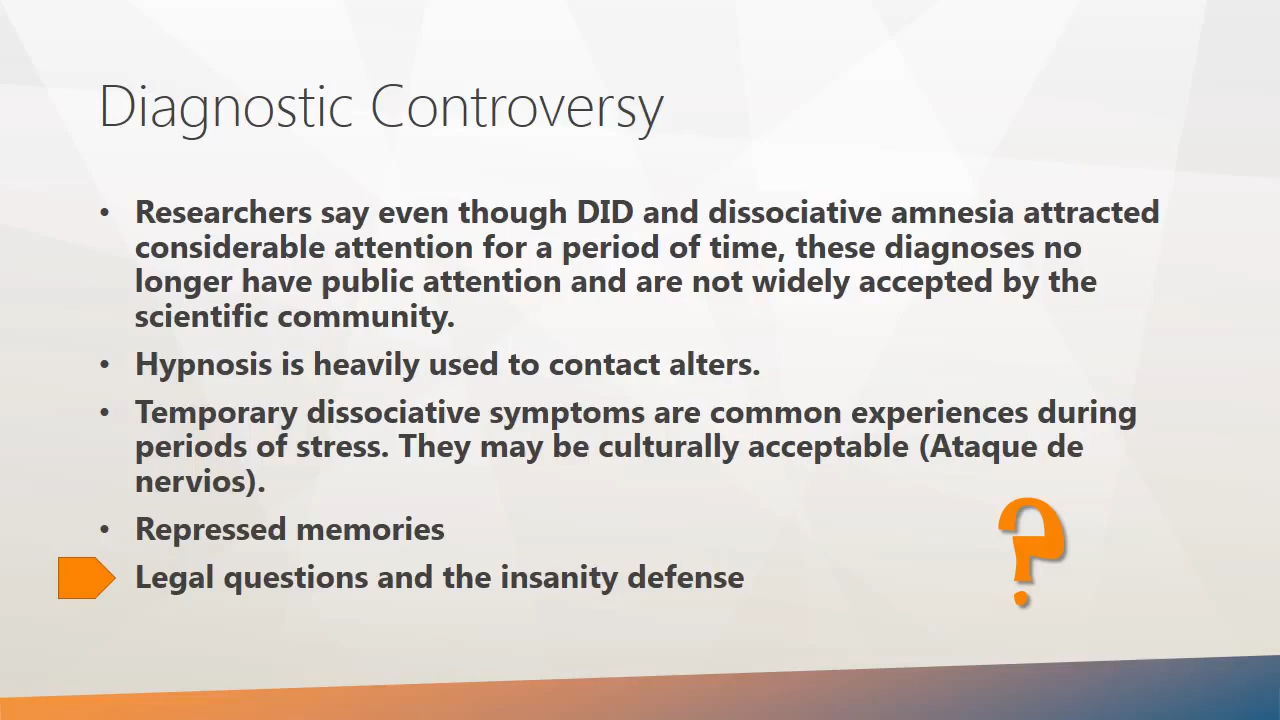 Diagnostic Controversy
• Researchers say even though DID and dissociative amnesia attracted
considerable attention for a period of time, these diagnoses no
longer have public attention and are not widely accepted by the
scientific community.
• Hypnosis is heavily used to contact alters.
• Temporary dissociative symptoms are common experiences during
periods of stress. They may be culturally acceptable (Ataque de
nervios).
• Repressed memories
Legal questions and the insanity defense
?